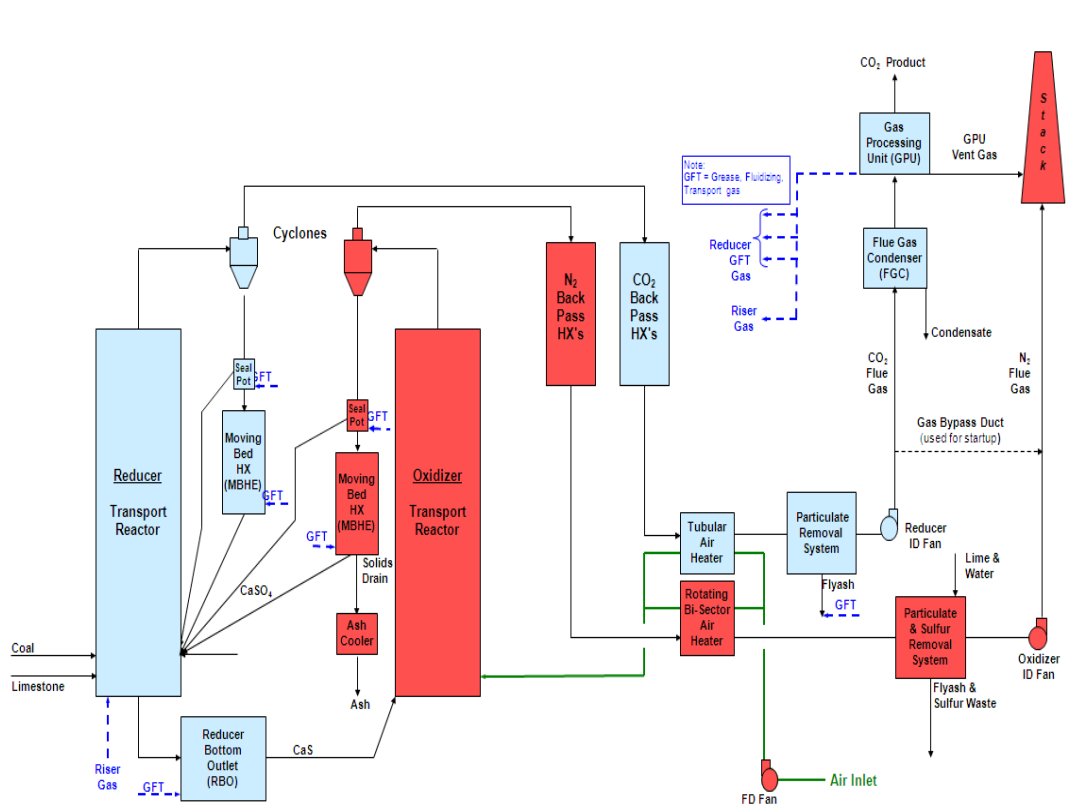 CO2 Product
Stack
Gas
Processing
Unit (GPU)
GPU
Vent Gas
Note:
GFT = Grease, Fluidizing,
Transport gas
Reducer
GFT
Gas
Riser
Gas
Flue Gas
Condenser
(FGC)
Condensate
CO2
Flue
Gas
N2
Flue
Gas
Gas Bypass Duct
(used for startup)
Cyclones
N2
Back
Pass
HX's
CO2
Back
Pass
HX's
Seal
Pot
GFT
Seal
Pot
GFT
Moving
Bed
HX
(MBHE)
GFT
Moving
Bed
HX
(MBHE)
GFT
Reducer
Transport
Reactor
Oxidizer
Transport
Reactor
Solids
Drain
CaSO4
Ash
Cooler
Ash
Coal
Limestone
Riser
Gas
GFT
Reducer
Bottom
Outlet
(RBO)
CaS
Tubular
Air
Heater
Rotating
Bi-Sector
Air
Heater
Particulate
Removal
System
Reducer
ID Fan
Flyash
GFT
Lime &
Water
Particulate
& Sulfur
Removal
System
Oxidizer
ID Fan
Flyash &
Sulfur Waste
Air Inlet
FD Fan